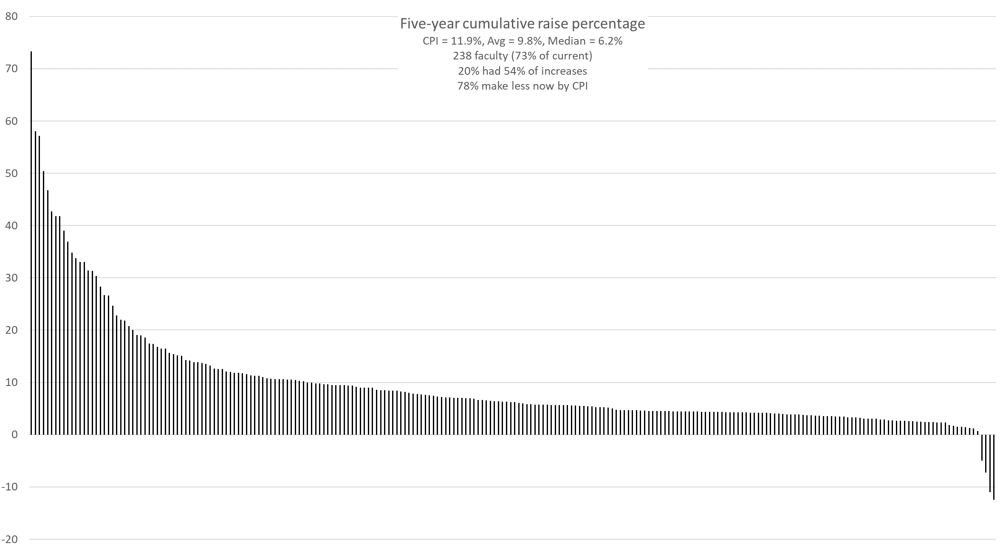 80
Five-year cumulative raise percentage
CPI = 11.9%, Avg = 9.8%, Median = 6.2%
238 faculty (73% of current)
70
20% had 54% of increases
78% make less now by CPI
60
50
40
30
20
10
0
-10
-20